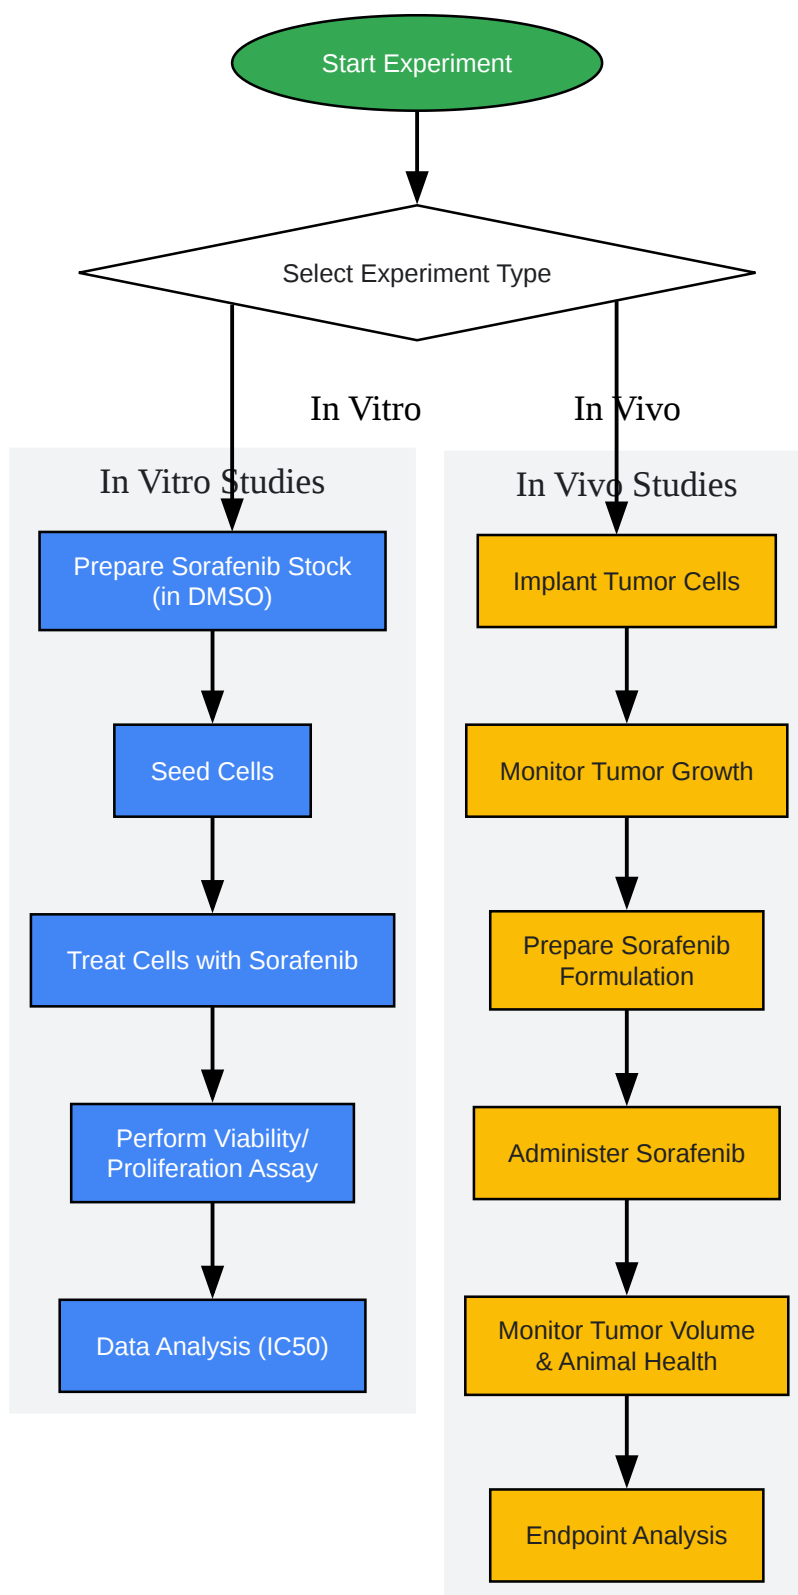 Start Experiment
Select Experiment Type
In Vitro
In Vivo
In Vitro Studies
Prepare Sorafenib Stock
(in DMSO)
Seed Cells
Treat Cells with Sorafenib
Perform Viability/
Proliferation Assay
Data Analysis (IC50)
In Vivo Studies
Implant Tumor Cells
Monitor Tumor Growth
Prepare Sorafenib
Formulation
Administer Sorafenib
Monitor Tumor Volume
& Animal Health
Endpoint Analysis